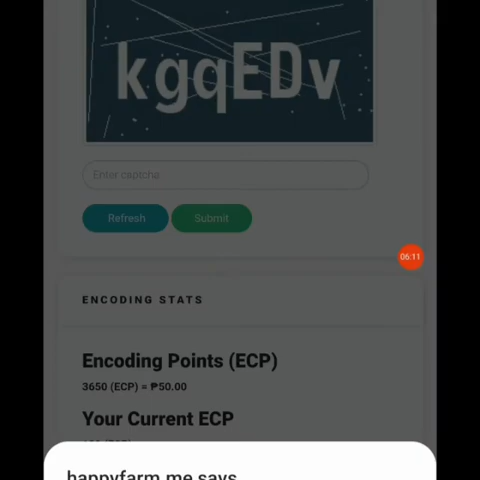 kgqEDv
Enter captcha
Refresh Submit
06:11
ENCODING STATS
Encoding Points (ECP)
3650 (ECP) = ₱50.00
Your Current ECP
happyfarm.me says